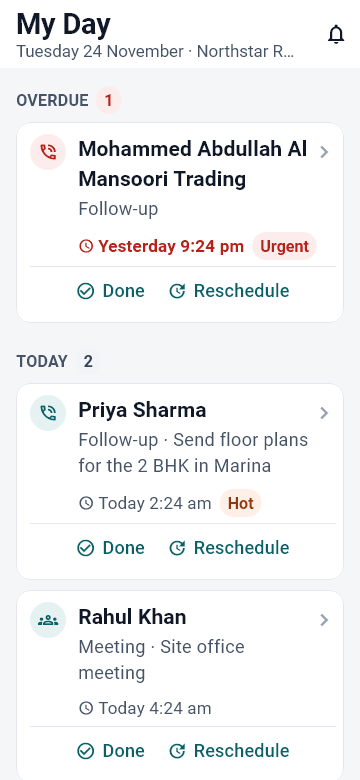 My Day
Tuesday 24 November · Northstar R...
OVERDUE 1
Mohammed Abdullah Al
Mansoori Trading
Follow-up
Yesterday 9:24 pm Urgent
Done Reschedule
TODAY 2
Priya Sharma
Follow-up · Send floor plans
for the 2 BHK in Marina
Today 2:24 am Hot
Done Reschedule
Rahul Khan
Meeting · Site office
meeting
Today 4:24 am
Done Reschedule